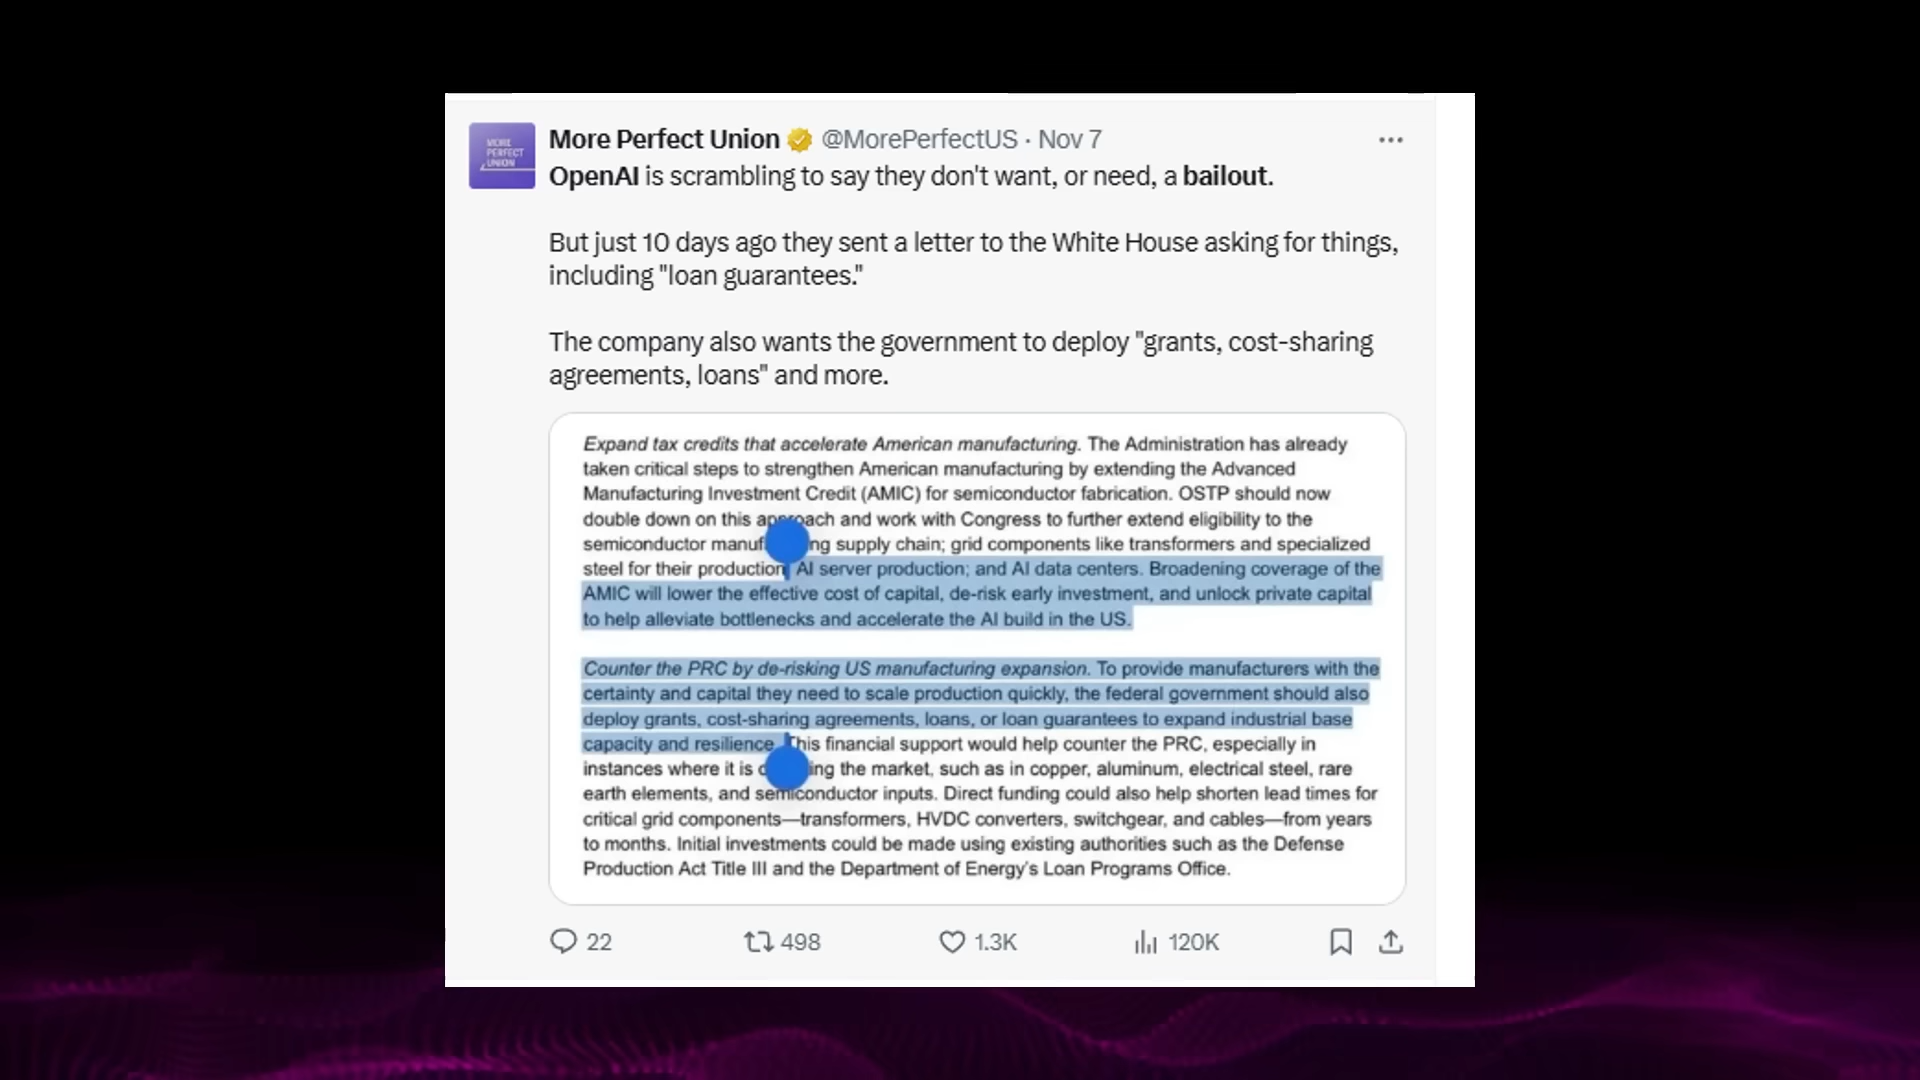 MORE
PERFECT
UNION
More Perfect Union @MorePerfectUS · Nov 7
OpenAI is scrambling to say they don't want, or need, a bailout.
But just 10 days ago they sent a letter to the White House asking for things,
including "loan guarantees."
The company also wants the government to deploy "grants, cost-sharing
agreements, loans" and more.
Expand tax credits that accelerate American manufacturing. The Administration has already
taken critical steps to strengthen American manufacturing by extending the Advanced
Manufacturing Investment Credit (AMIC) for semiconductor fabrication. OSTP should now
double down on this approach and work with Congress to further extend eligibility to the
semiconductor manuf ng supply chain; grid components like transformers and specialized
steel for their production; AI server production; and AI data centers. Broadening coverage of the
AMIC will lower the effective cost of capital, de-risk early investment, and unlock private capital
to help alleviate bottlenecks and accelerate the AI build in the US.
Counter the PRC by de-risking US manufacturing expansion. To provide manufacturers with the
certainty and capital they need to scale production quickly, the federal government should also
deploy grants, cost-sharing agreements, loans, or loan guarantees to expand industrial base
capacity and resilience. This financial support would help counter the PRC, especially in
instances where it is ing the market, such as in copper, aluminum, electrical steel, rare
earth elements, and semiconductor inputs. Direct funding could also help shorten lead times for
critical grid components—transformers, HVDC converters, switchgear, and cables—from years
to months. Initial investments could be made using existing authorities such as the Defense
Production Act Title III and the Department of Energy's Loan Programs Office.
22 498 1.3K 120K